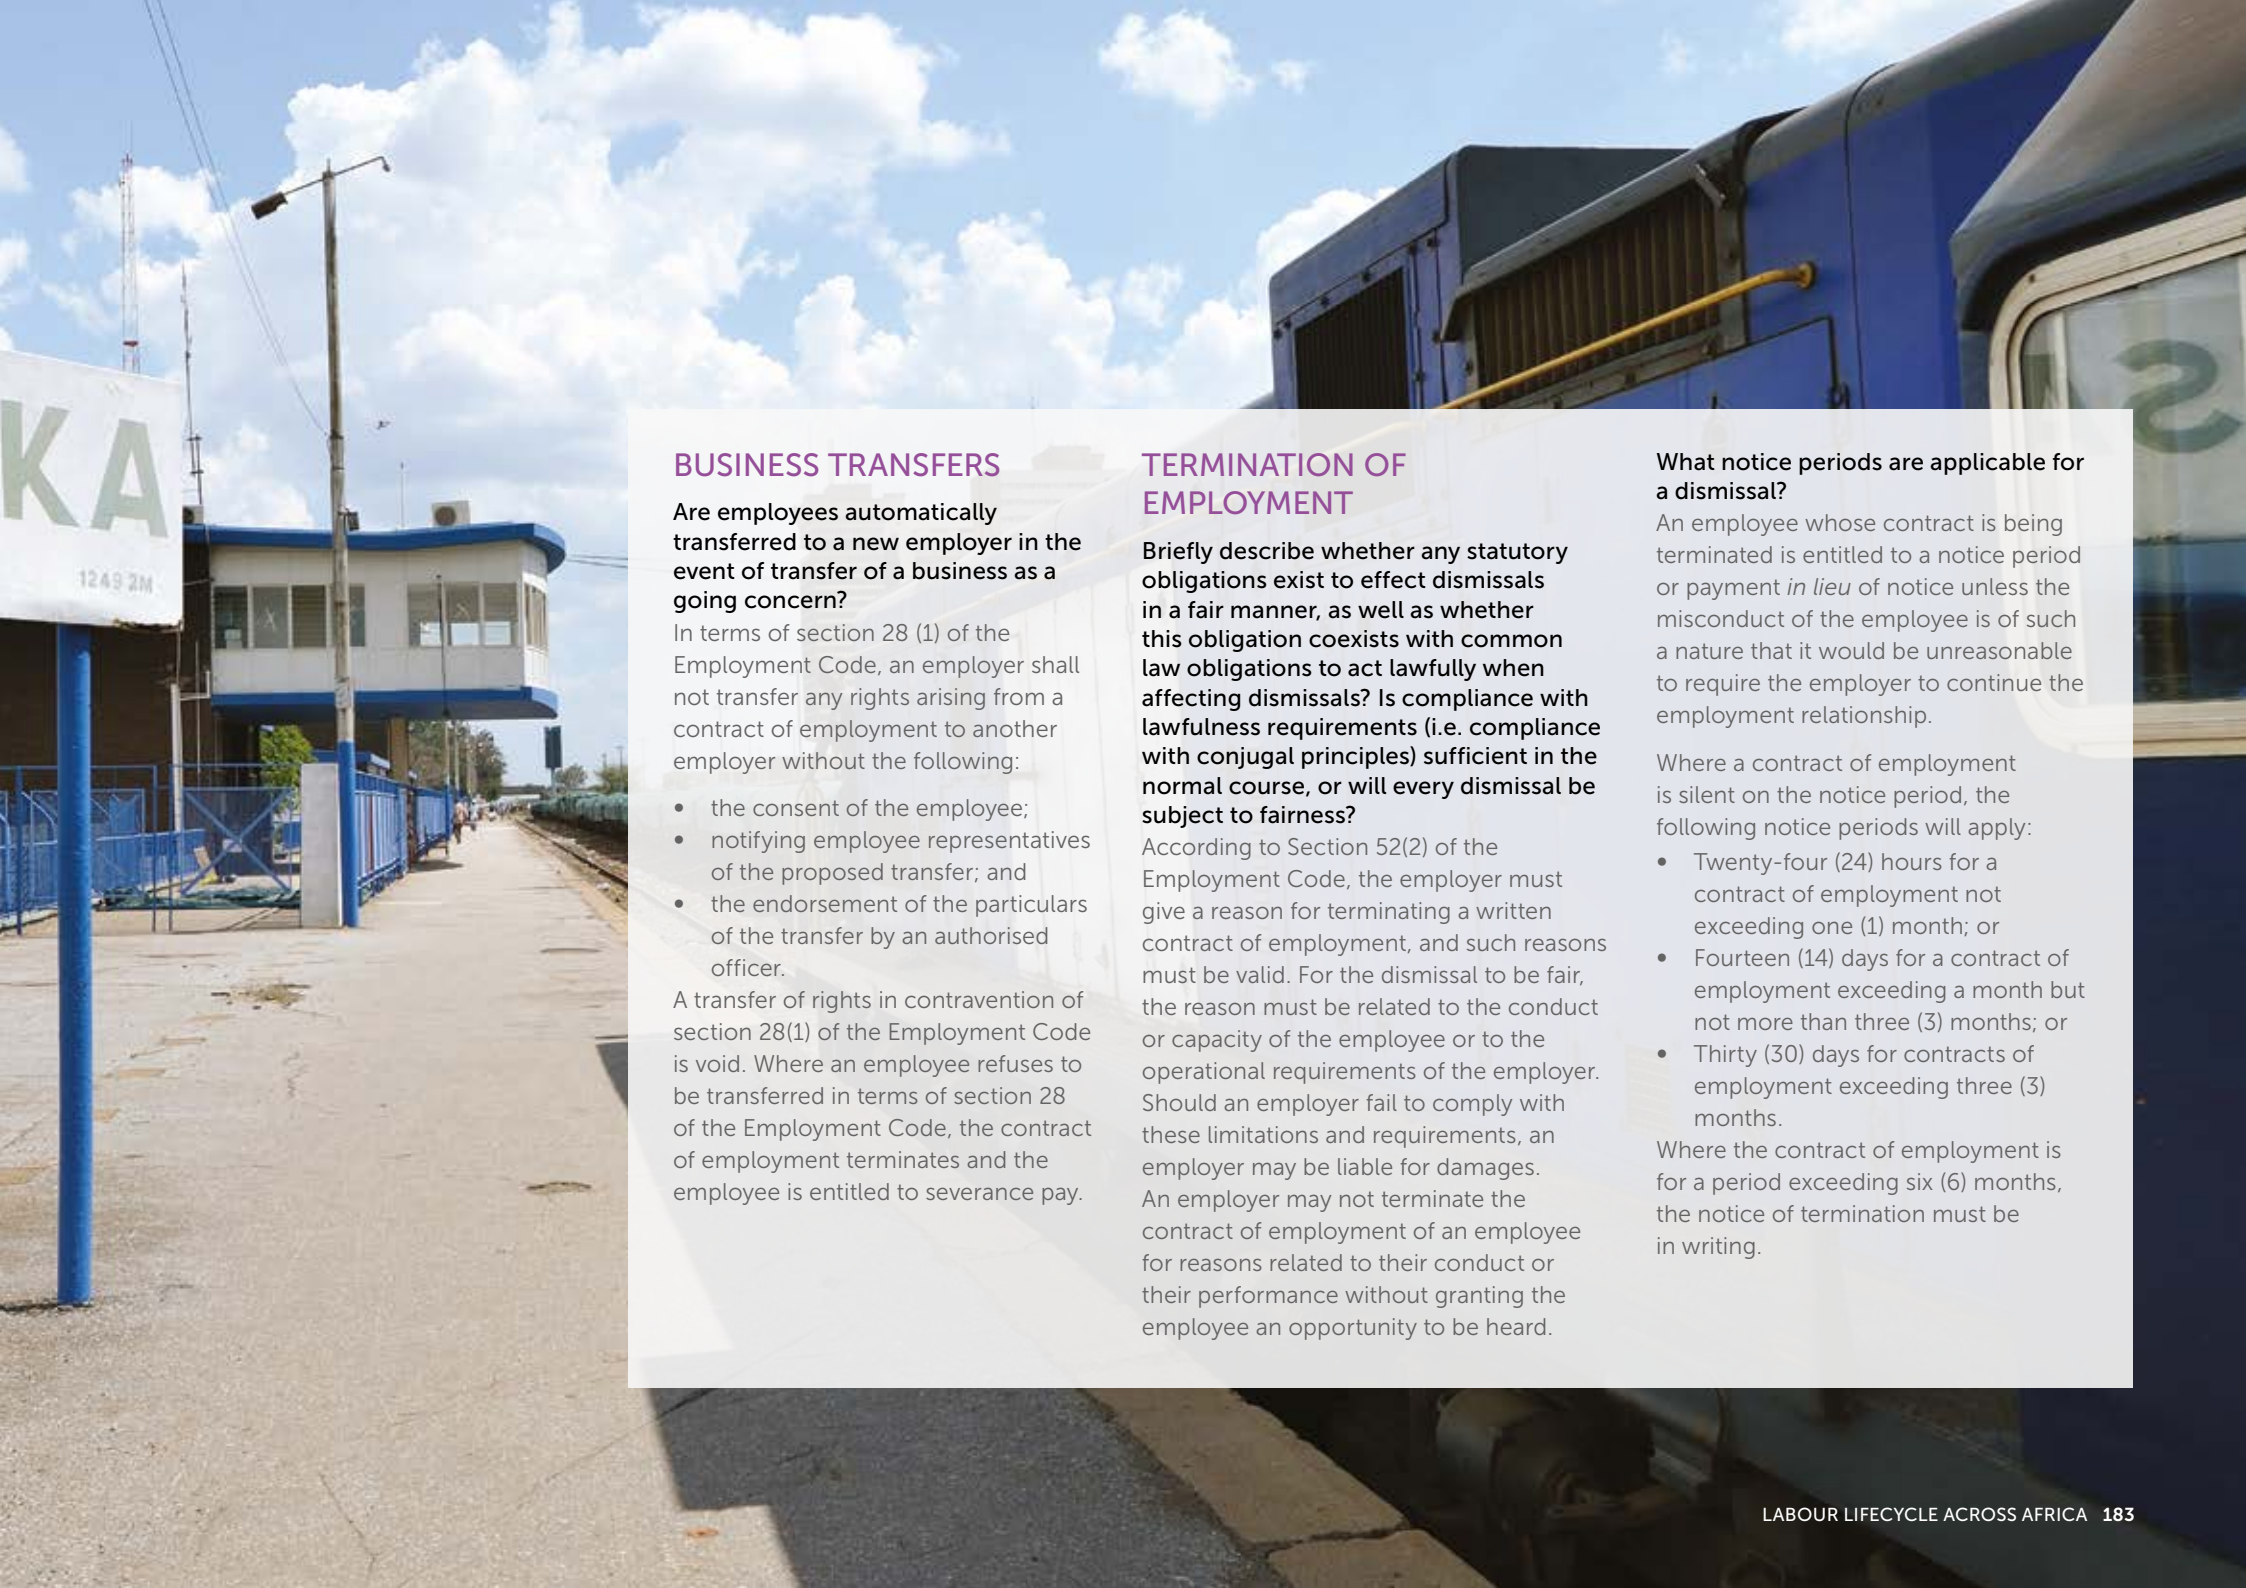 KA
1249 2M
BUSINESS TRANSFERS
Are employees automatically
transferred to a new employer in the
event of transfer of a business as a
going concern?
In terms of section 28 (1) of the
Employment Code, an employer shall
not transfer any rights arising from a
contract of employment to another
employer without the following:
• the consent of the employee;
• notifying employee representatives
of the proposed transfer; and
• the endorsement of the particulars
of the transfer by an authorised
officer.
A transfer of rights in contravention of
section 28(1) of the Employment Code
is void. Where an employee refuses to
be transferred in terms of section 28
of the Employment Code, the contract
of employment terminates and the
employee is entitled to severance pay.
TERMINATION OF
EMPLOYMENT
Briefly describe whether any statutory
obligations exist to effect dismissals
in a fair manner, as well as whether
this obligation coexists with common
law obligations to act lawfully when
affecting dismissals? Is compliance with
lawfulness requirements (i.e. compliance
with conjugal principles) sufficient in the
normal course, or will every dismissal be
subject to fairness?
According to Section 52(2) of the
Employment Code, the employer must
give a reason for terminating a written
contract of employment, and such reasons
must be valid. For the dismissal to be fair,
the reason must be related to the conduct
or capacity of the employee or to the
operational requirements of the employer.
Should an employer fail to comply with
these limitations and requirements, an
employer may be liable for damages.
An employer may not terminate the
contract of employment of an employee
for reasons related to their conduct or
their performance without granting the
employee an opportunity to be heard.
What notice periods are applicable for
a dismissal?
An employee whose contract is being
terminated is entitled to a notice period
or payment in lieu of notice unless the
misconduct of the employee is of such
a nature that it would be unreasonable
to require the employer to continue the
employment relationship.
Where a contract of employment
is silent on the notice period, the
following notice periods will apply:
• Twenty-four (24) hours for a
contract of employment not
exceeding one (1) month; or
• Fourteen (14) days for a contract of
employment exceeding a month but
not more than three (3) months; or
• Thirty (30) days for contracts of
employment exceeding three (3)
months.
Where the contract of employment is
for a period exceeding six (6) months,
the notice of termination must be
in writing.
LABOUR LIFECYCLE ACROSS AFRICA 183